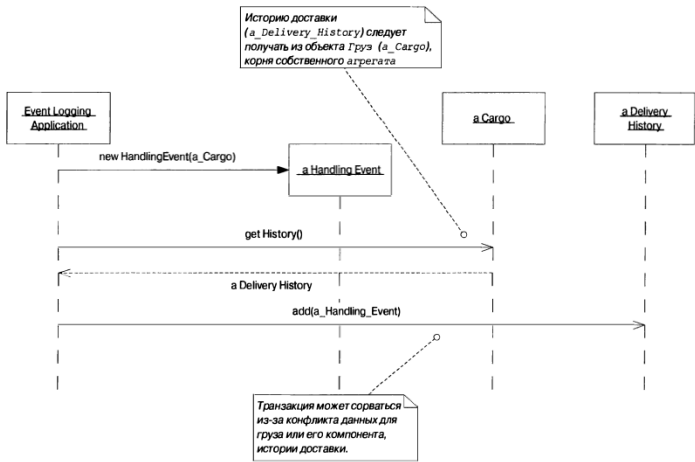 Историю доставки
(a_Delivery_History) следует
получать из объекта Груз (a_Cargo),
корня собственного агрегата
Event Logging
Application
a Cargo
a Delivery
History
new HandlingEvent(a_Cargo)
a Handling Event
get History()
a Delivery History
add(a_Handling_Event)
Транзакция может сорваться
из-за конфликта данных для
груза или его компонента,
истории доставки.